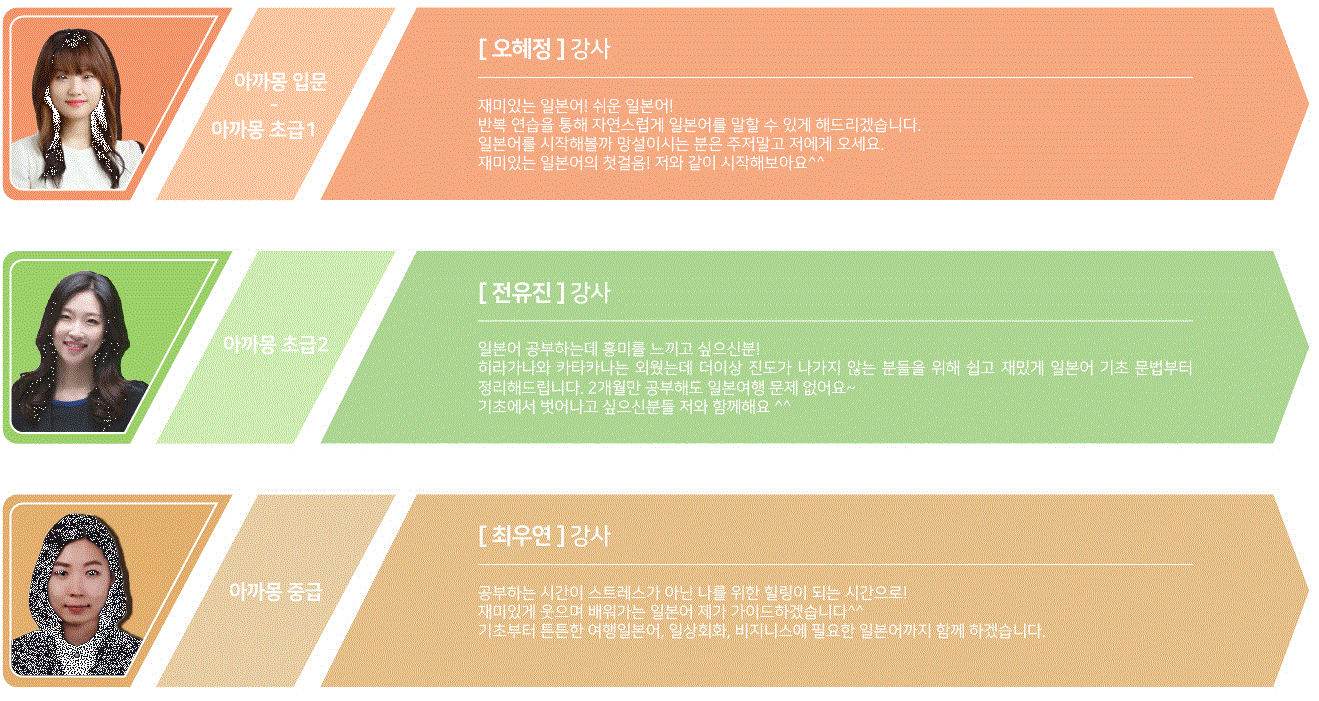 아까몽 입문
-
아까몽 초급1
[ 오혜정 ] 강사
재미있는 일본어! 쉬운 일본어!
반복 연습을 통해 자연스럽게 일본어를 말할 수 있게 해드리겠습니다.
일본어를 시작해볼까 망설이시는 분은 주저말고 저에게 오세요.
재미있는 일본어의 첫걸음! 저와 같이 시작해보아요^^
아까몽 초급2
[ 전유진 ] 강사
일본어 공부하는데 흥미를 느끼고 싶으신분!
히라가나와 카타카나는 외웠는데 더이상 진도가 나가지 않는 분들을 위해 쉽고 재밌게 일본어 기초 문법부터
정리해드립니다. 2개월만 공부해도 일본여행 문제 없어요~
기초에서 벗어나고 싶으신분들 저와 함께해요 ^^
아까몽 중급
[ 최우연 ] 강사
공부하는 시간이 스트레스가 아닌 나를 위한 힐링이 되는 시간으로!
재미있게 웃으며 배워가는 일본어 제가 가이드하겠습니다^^
기초부터 튼튼한 여행일본어, 일상회화, 비지니스에 필요한 일본어까지 함께 하겠습니다.